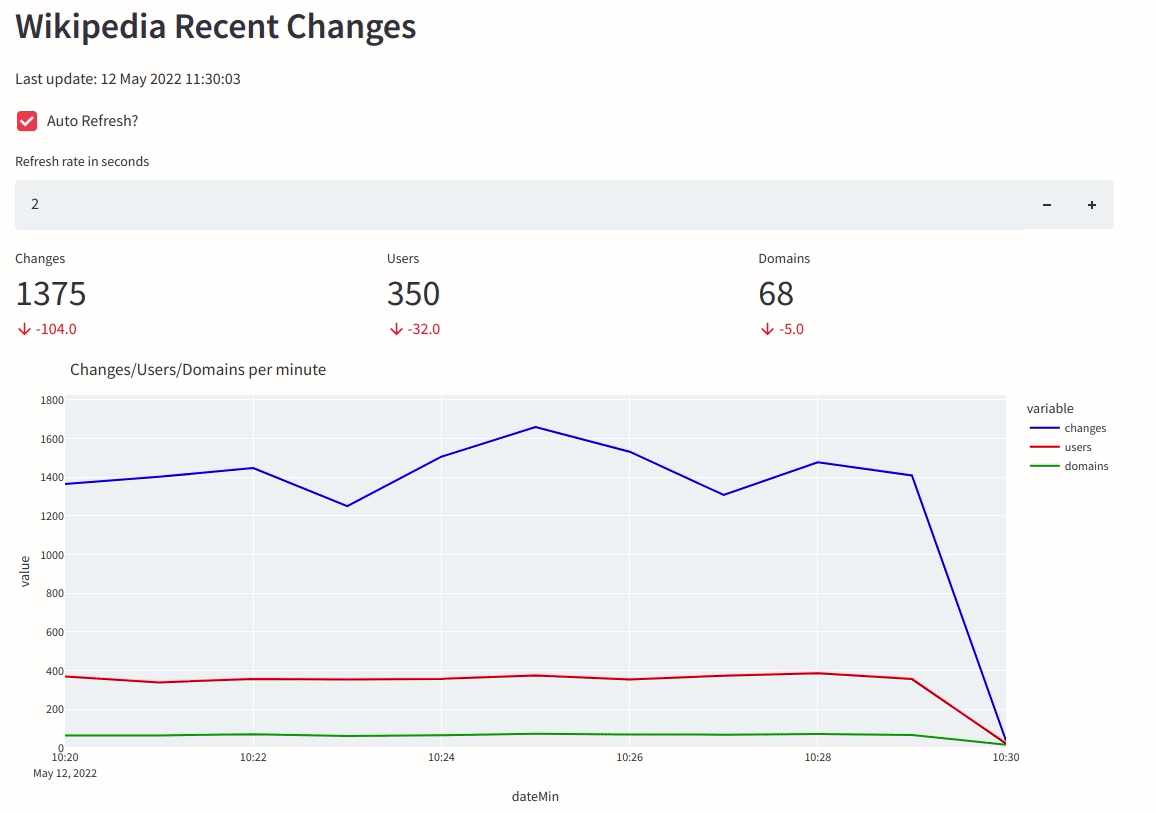 Wikipedia Recent Changes
Last update: 12 May 2022 11:30:03
Auto Refresh?
Refresh rate in seconds
2 − +
Changes Users Domains
1375 350 68
↓ -104.0 ↓ -32.0 ↓ -5.0
Changes/Users/Domains per minute
variable
changes
users
domains
value
1800
1600
1400
1200
1000
800
600
400
200
0
10:20 10:22 10:24 10:26 10:28 10:30
May 12, 2022
dateMin